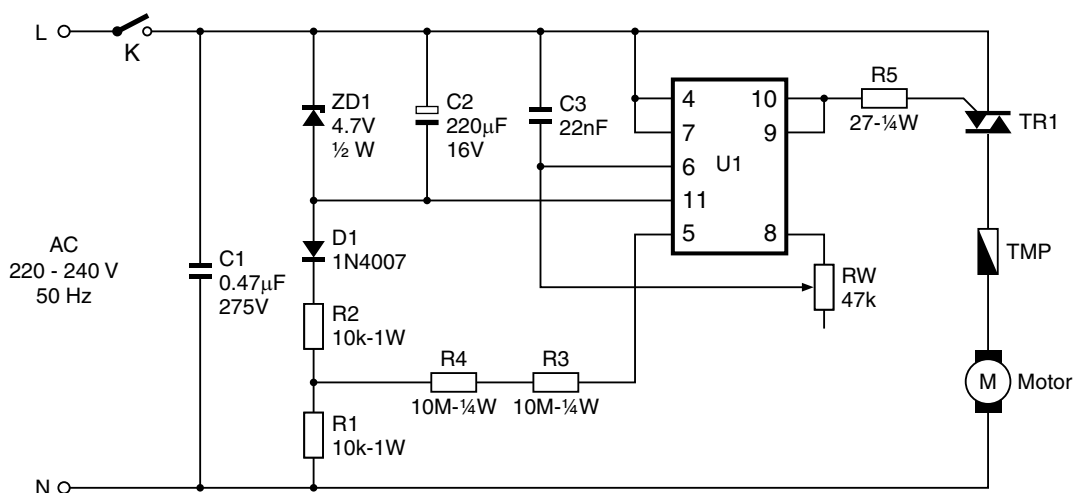 L
K
ZD1
4.7V
½ W
C2
220µF
16V
C3
22nF
4
7
6
11
5
10
9
8
U1
R5
27-¼W
TR1
D1
1N4007
AC
220 - 240 V
50 Hz
C1
0.47µF
275V
RW
47k
TMP
R2
10k-1W
R4
10M-¼W
R3
10M-¼W
M
Motor
R1
10k-1W
N